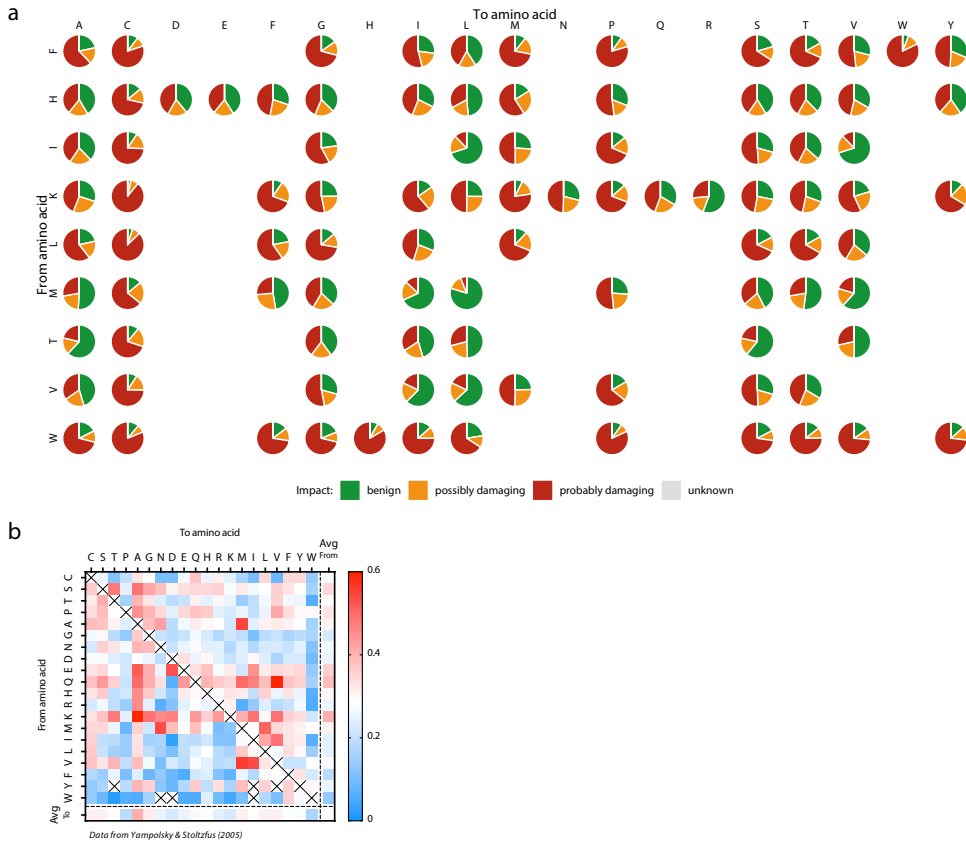 a
To amino acid
A C D E F G H I L M N P Q R S T V W Y
From amino acid
F
H
I
K
L
M
T
V
W
Impact: benign possibly damaging probably damaging unknown
b
To amino acid
Avg
From
C S T P A G N D E Q H R K M I L V F Y W
From amino acid
C
S
T
P
A
G
N
D
E
Q
H
R
K
M
I
L
V
F
Y
W
Avg
To
0.6
0.4
0.2
0
Data from Yampolsky & Stoltzfus (2005)